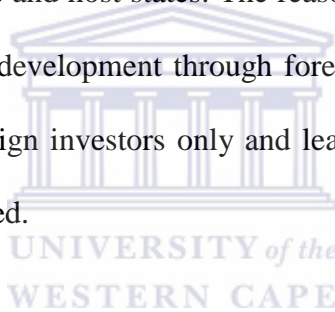 and host states. The reaso
development through fore
ign investors only and lea
ed.
UNIVERSITY of the
WESTERN CAPE